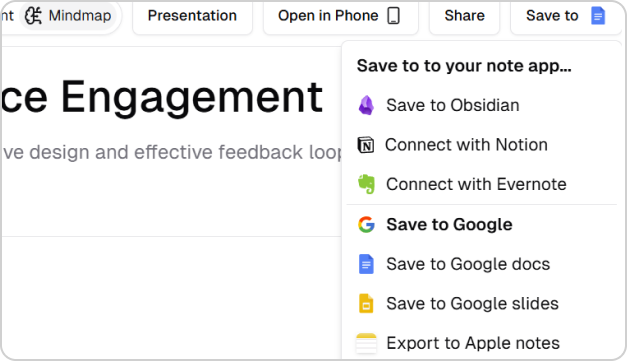 nt Mindmap Presentation Open in Phone Share Save to
Save to to your note app...
ce Engagement
Save to Obsidian
Connect with Notion
ve design and effective feedback loop
Connect with Evernote
Save to Google
Save to Google docs
Save to Google slides
Export to Apple notes